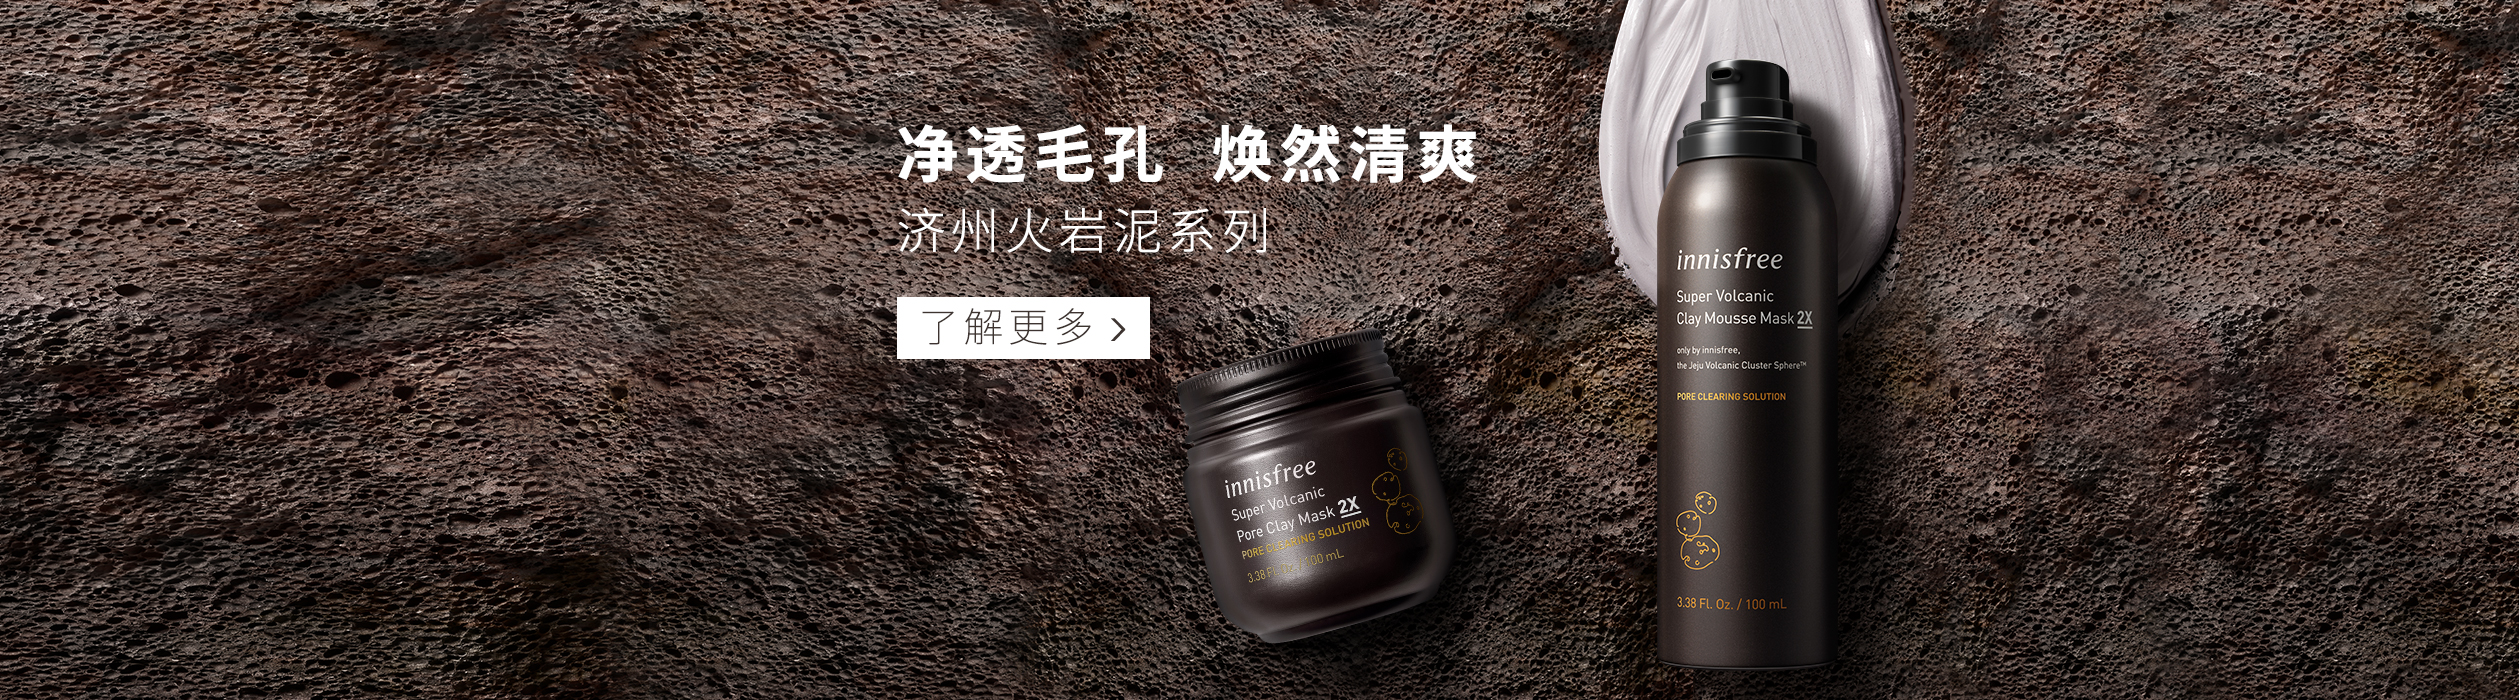 净透毛孔 焕然清爽
济州火岩泥系列
了解更多 >
innisfree
Super Volcanic
Pore Clay Mask 2X
PORE CLEARING SOLUTION
3.38 Fl. Oz. / 100 mL
innisfree
Super Volcanic
Clay Mousse Mask 2X
only by innisfree,
the Jeju Volcanic Cluster Sphere™
PORE CLEARING SOLUTION
3.38 Fl. Oz. / 100 mL